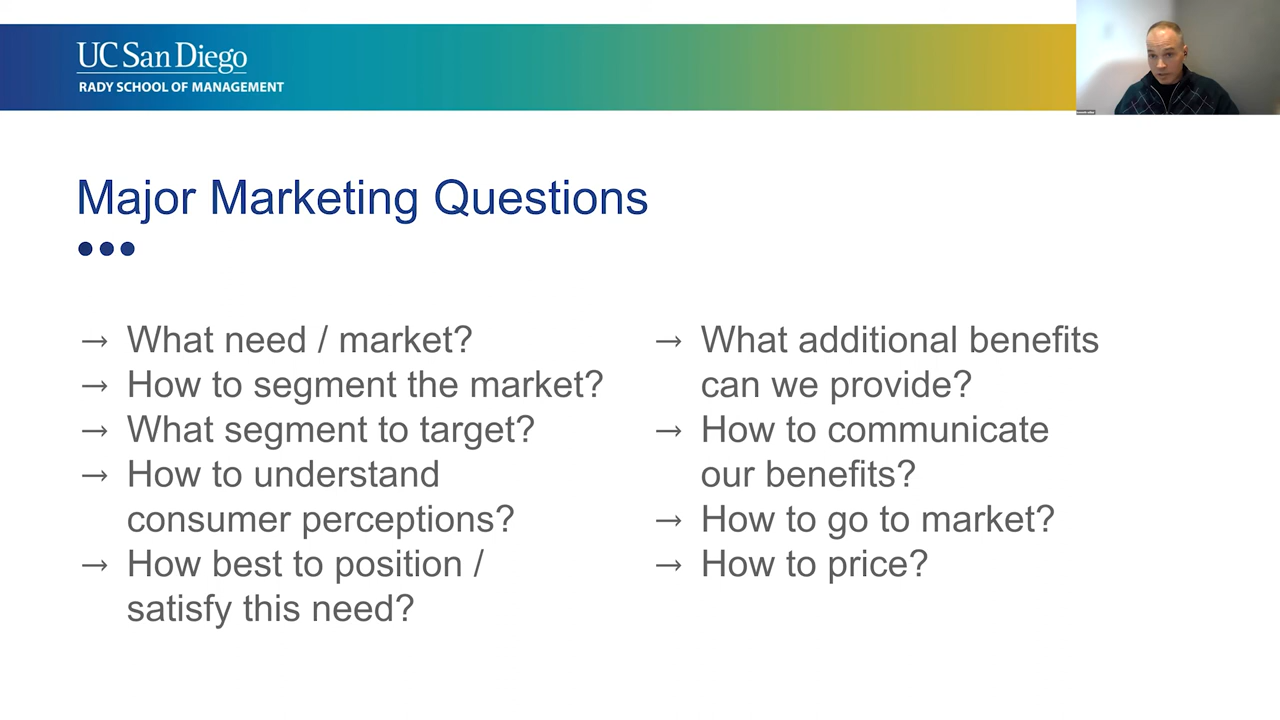 UC San Diego
RADY SCHOOL OF MANAGEMENT
Major Marketing Questions
→ What need / market?
→ How to segment the market?
→ What segment to target?
→ How to understand
consumer perceptions?
→ How best to position /
satisfy this need?
→ What additional benefits
can we provide?
→ How to communicate
our benefits?
→ How to go to market?
→ How to price?